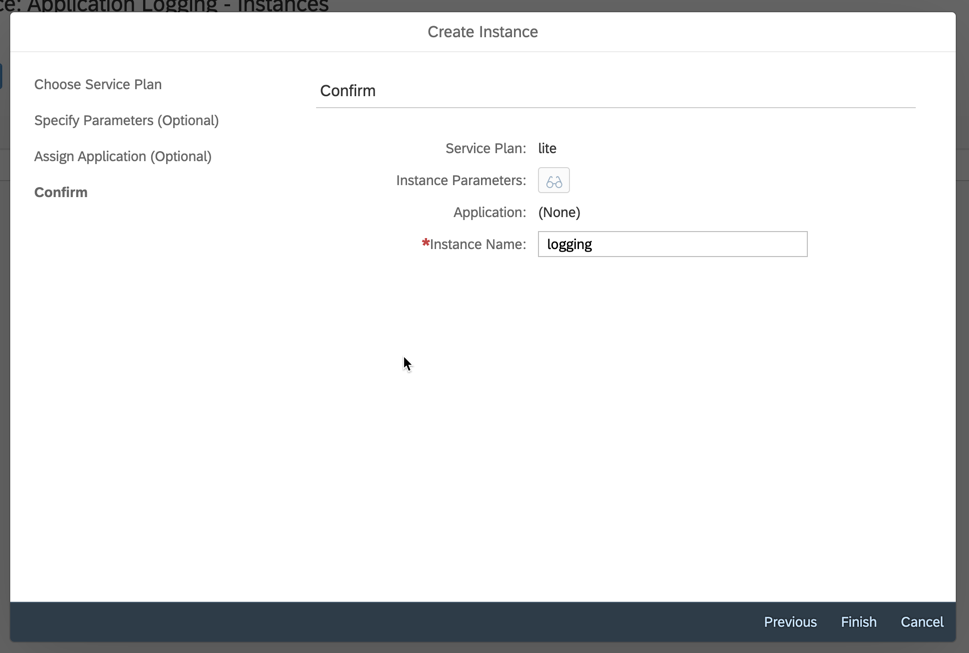 ce: Application Logging - Instances
Create Instance
Choose Service Plan
Specify Parameters (Optional)
Assign Application (Optional)
Confirm
Confirm
Service Plan: lite
Instance Parameters:
Application: (None)
*Instance Name: logging
Previous Finish Cancel